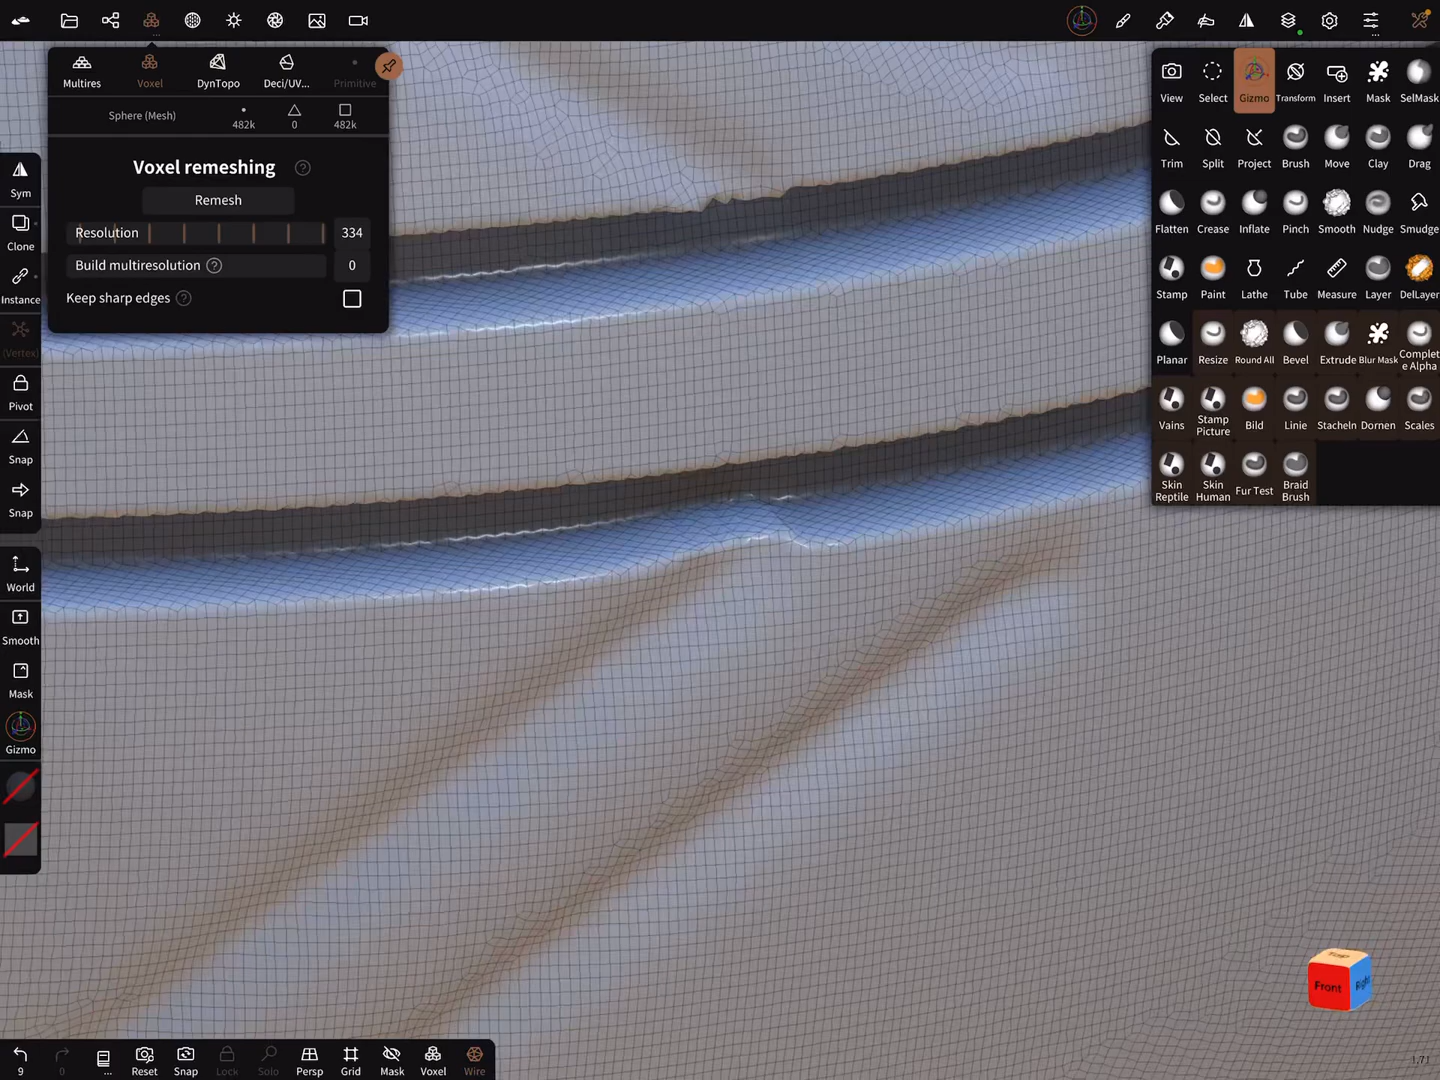 Multires
Voxel
DynTopo
Deci/UV...
Primitive
Sphere (Mesh)
482k
0
482k
Voxel remeshing ?
Remesh
Resolution
334
Build multiresolution ?
0
Keep sharp edges ?
Sym
Clone
Instance
(Vertex)
Pivot
Snap
Snap
World
Smooth
Mask
Gizmo
View
Select
Gizmo
Transform
Insert
Mask
SelMask
Trim
Split
Project
Brush
Move
Clay
Drag
Flatten
Crease
Inflate
Pinch
Smooth
Nudge
Smudge
Stamp
Paint
Lathe
Tube
Measure
Layer
DelLayer
Planar
Resize
Round All
Bevel
Extrude
Blur Mask
Complet
e Alpha
Vains
Stamp
Picture
Bild
Linie
Stacheln
Dornen
Scales
Skin
Reptile
Skin
Human
Fur Test
Braid
Brush
Top
Front
Right
9
0
...
Reset
Snap
Lock
Solo
Persp
Grid
Mask
Voxel
Wire
1.71